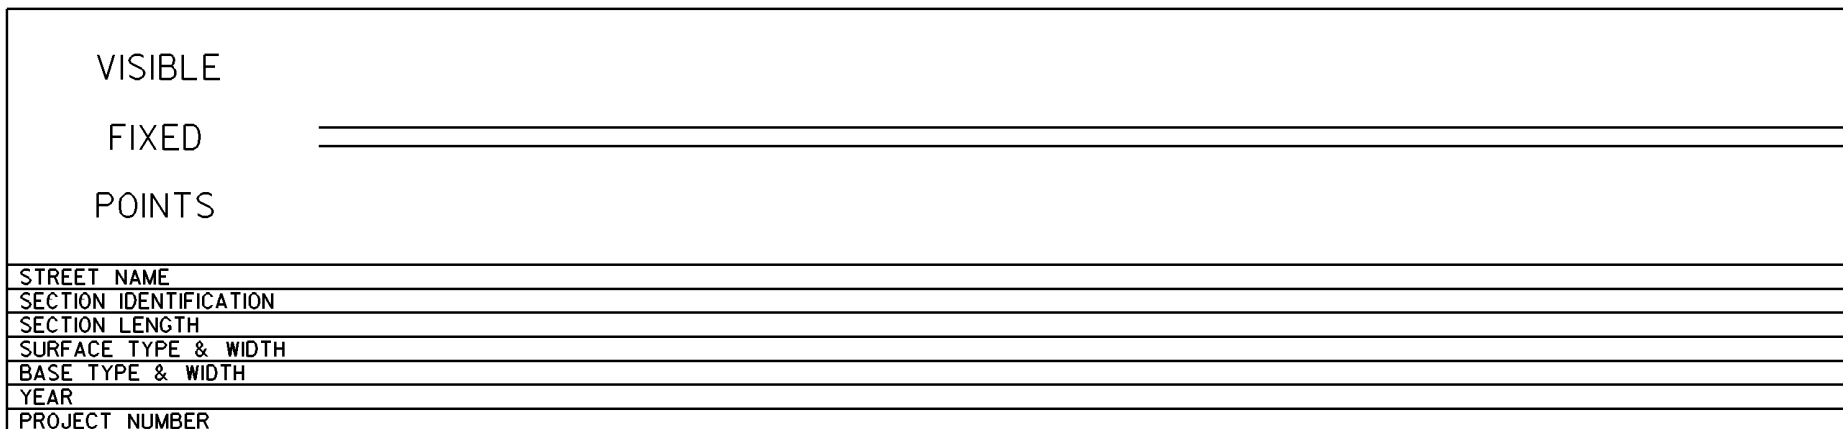 VISIBLE
FIXED
POINTS
STREET NAME
SECTION IDENTIFICATION
SECTION LENGTH
SURFACE TYPE & WIDTH
BASE TYPE & WIDTH
YEAR
PROJECT NUMBER